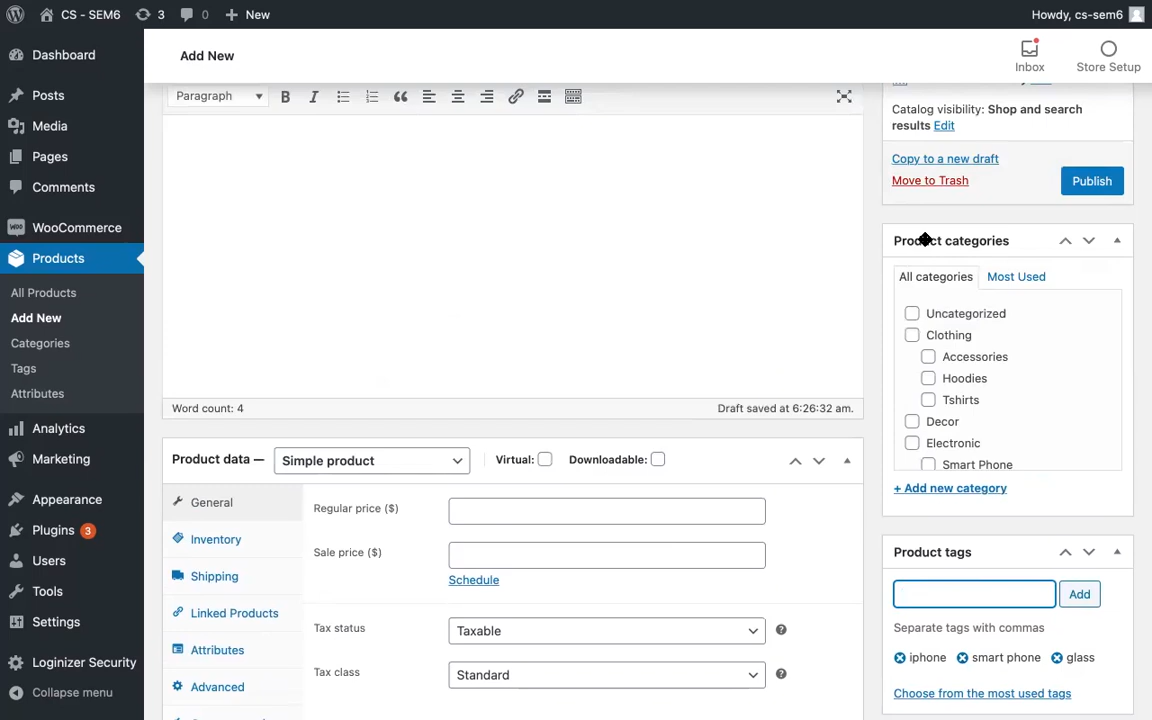 CS - SEM6
3
0
New
Howdy, cs-sem6
Dashboard
Posts
Media
Pages
Comments
WooCommerce
Products
All Products
Add New
Categories
Tags
Attributes
Analytics
Marketing
Appearance
Plugins 3
Users
Tools
Settings
Loginizer Security
Collapse menu
Add New
Inbox
Store Setup
Paragraph
Word count: 4
Draft saved at 6:26:32 am.
Product data — Simple product
Virtual:
Downloadable:
General
Inventory
Shipping
Linked Products
Attributes
Advanced
Regular price ($)
Sale price ($)
Schedule
Tax status
Taxable
Tax class
Standard
Catalog visibility: Shop and search
results Edit
Copy to a new draft
Move to Trash
Publish
Product categories
All categories
Most Used
Uncategorized
Clothing
Accessories
Hoodies
Tshirts
Decor
Electronic
Smart Phone
+ Add new category
Product tags
Add
Separate tags with commas
iphone
smart phone
glass
Choose from the most used tags